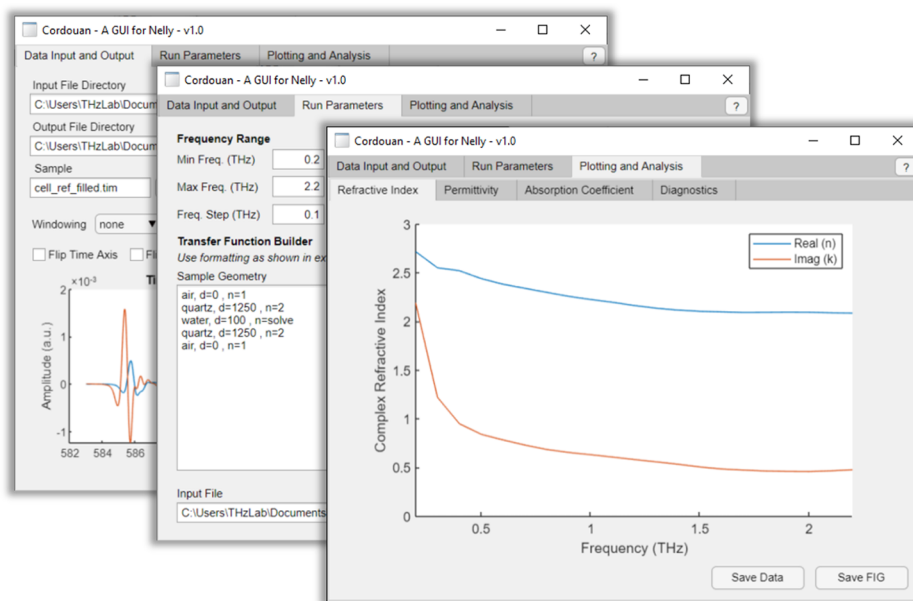 Cordouan - A GUI for Nelly - v1.0
Data Input and Output Run Parameters Plotting and Analysis ?
Input File Directory
C:\Users\THzLab\Docum
Output File Directory
C:\Users\THzLab\Docum
Sample
cell_ref_filled.tim
Windowing none
Flip Time Axis Fli
×10⁻³ Ti
2
1
0
-1
Amplitude (a.u.)
582 584 586
Cordouan - A GUI for Nelly - v1.0
Data Input and Output Run Parameters Plotting and Analysis ?
Frequency Range
Min Freq. (THz) 0.2
Max Freq. (THz) 2.2
Freq. Step (THz) 0.1
Transfer Function Builder
Use formatting as shown in ex
Sample Geometry
air, d=0 , n=1
quartz, d=1250 , n=2
water, d=100 , n=solve
quartz, d=1250 , n=2
air, d=0 , n=1
Input File
C:\Users\THzLab\Documents
Cordouan - A GUI for Nelly - v1.0
Data Input and Output Run Parameters Plotting and Analysis ?
Refractive Index Permittivity Absorption Coefficient Diagnostics
3
2.5
2
1.5
1
0.5
0
Complex Refractive Index
Real (n)
Imag (k)
0.5 1 1.5 2
Frequency (THz)
Save Data Save FIG